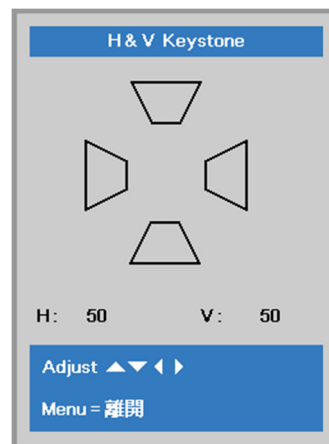 H & V Keystone
H: 50 V: 50
Adjust ▲▼◀▶
Menu = 離開